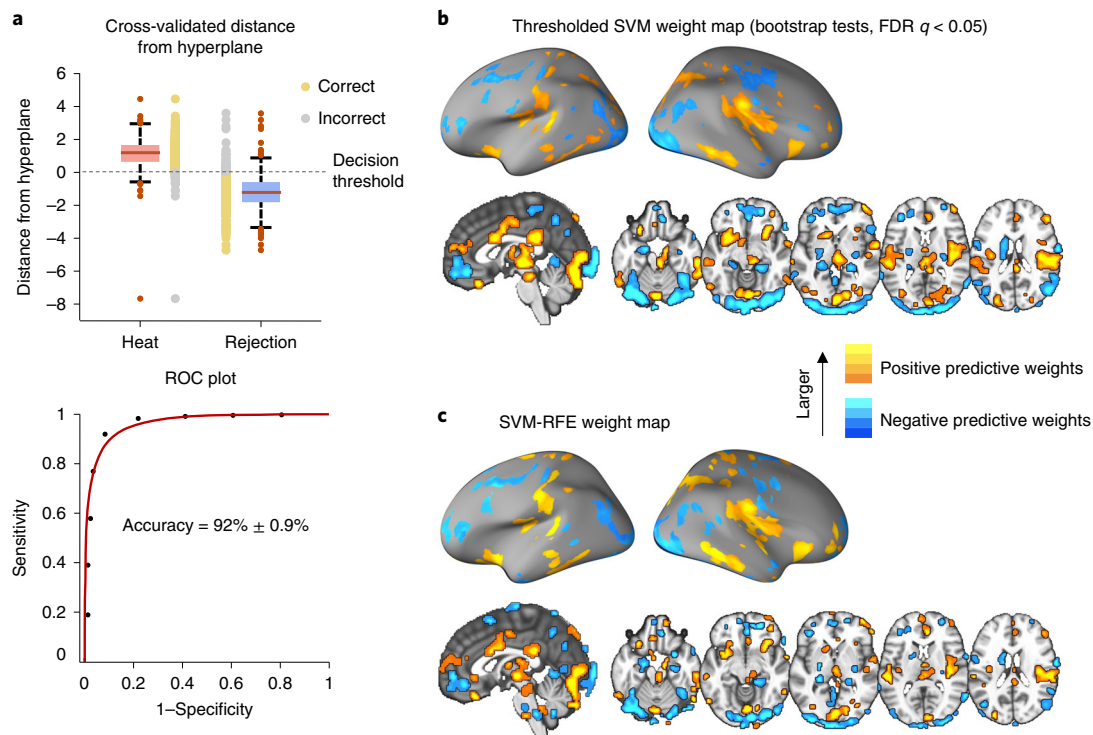 a
Cross-validated distance
from hyperplane
Distance from hyperplane
6
4
2
0
−2
−4
−6
−8
Correct
Incorrect
Decision
threshold
Heat
Rejection
ROC plot
Sensitivity
1
0.8
0.6
0.4
0.2
0
Accuracy = 92% ± 0.9%
0
0.2
0.4
0.6
0.8
1
1–Specificity
b
Thresholded SVM weight map (bootstrap tests, FDR q < 0.05)
Larger
Positive predictive weights
Negative predictive weights
c
SVM-RFE weight map